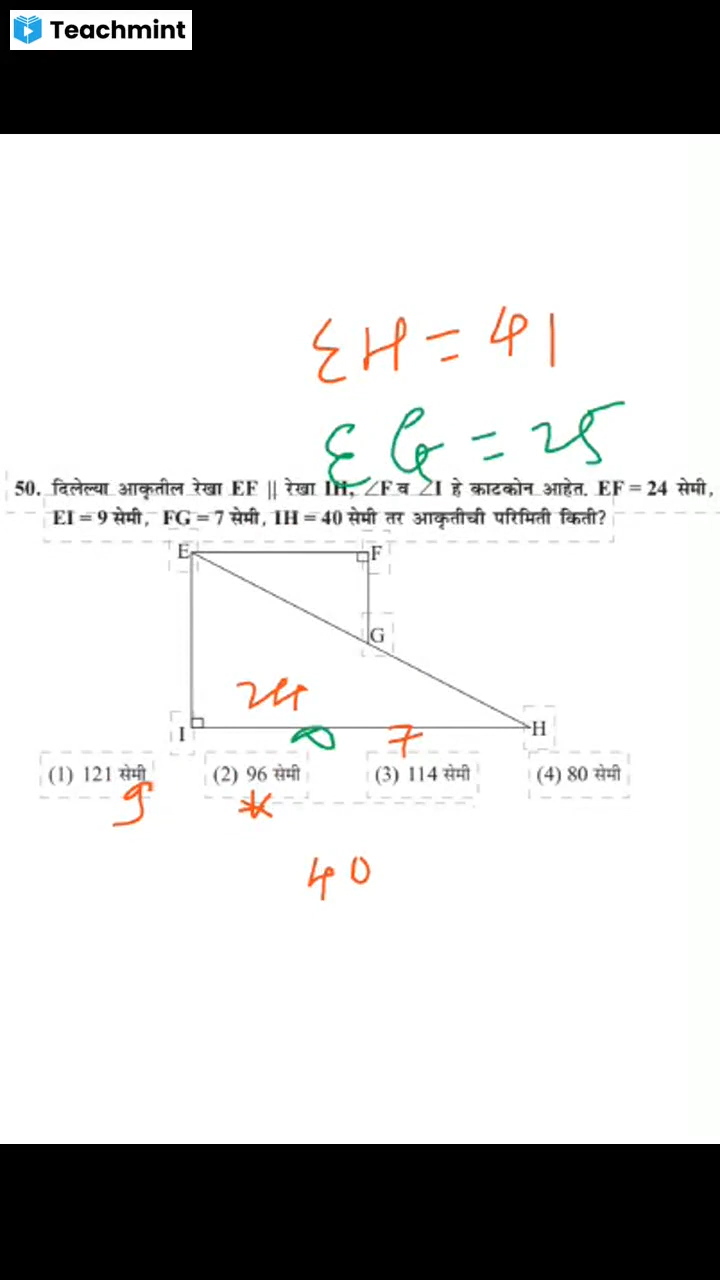 Teachmint
EH = 41
EG = 25
50. दिलेल्या आकृतील रेखा EF || रेखा IH, ∠F व ∠I हे काटकोन आहेत. EF = 24 सेमी,
EI = 9 सेमी, FG = 7 सेमी, IH = 40 सेमी तर आकृतीची परिमिती किती?
E F
G
24
I H
7
(1) 121 सेमी (2) 96 सेमी (3) 114 सेमी (4) 80 सेमी
9 *
40